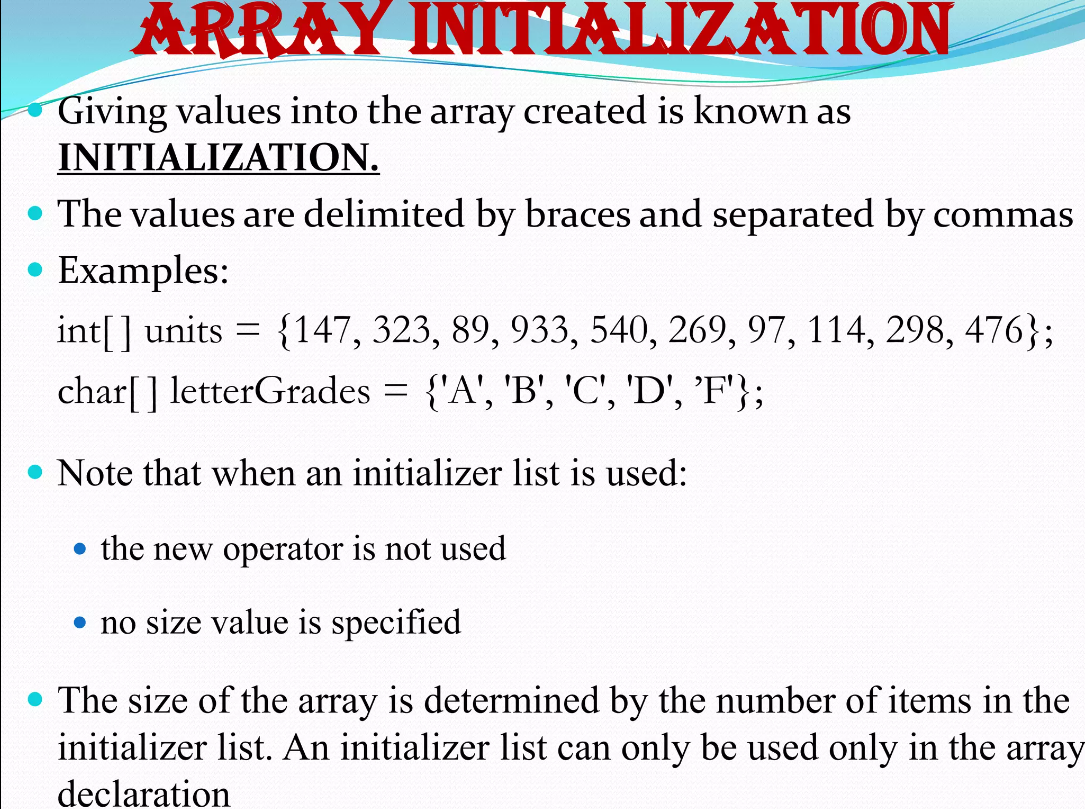 ARRAY INITIALIZATION
• Giving values into the array created is known as
INITIALIZATION.
• The values are delimited by braces and separated by commas
• Examples:
int[ ] units = {147, 323, 89, 933, 540, 269, 97, 114, 298, 476};
char[ ] letterGrades = {'A', 'B', 'C', 'D', ’F'};
• Note that when an initializer list is used:
• the new operator is not used
• no size value is specified
• The size of the array is determined by the number of items in the
initializer list. An initializer list can only be used only in the array
declaration